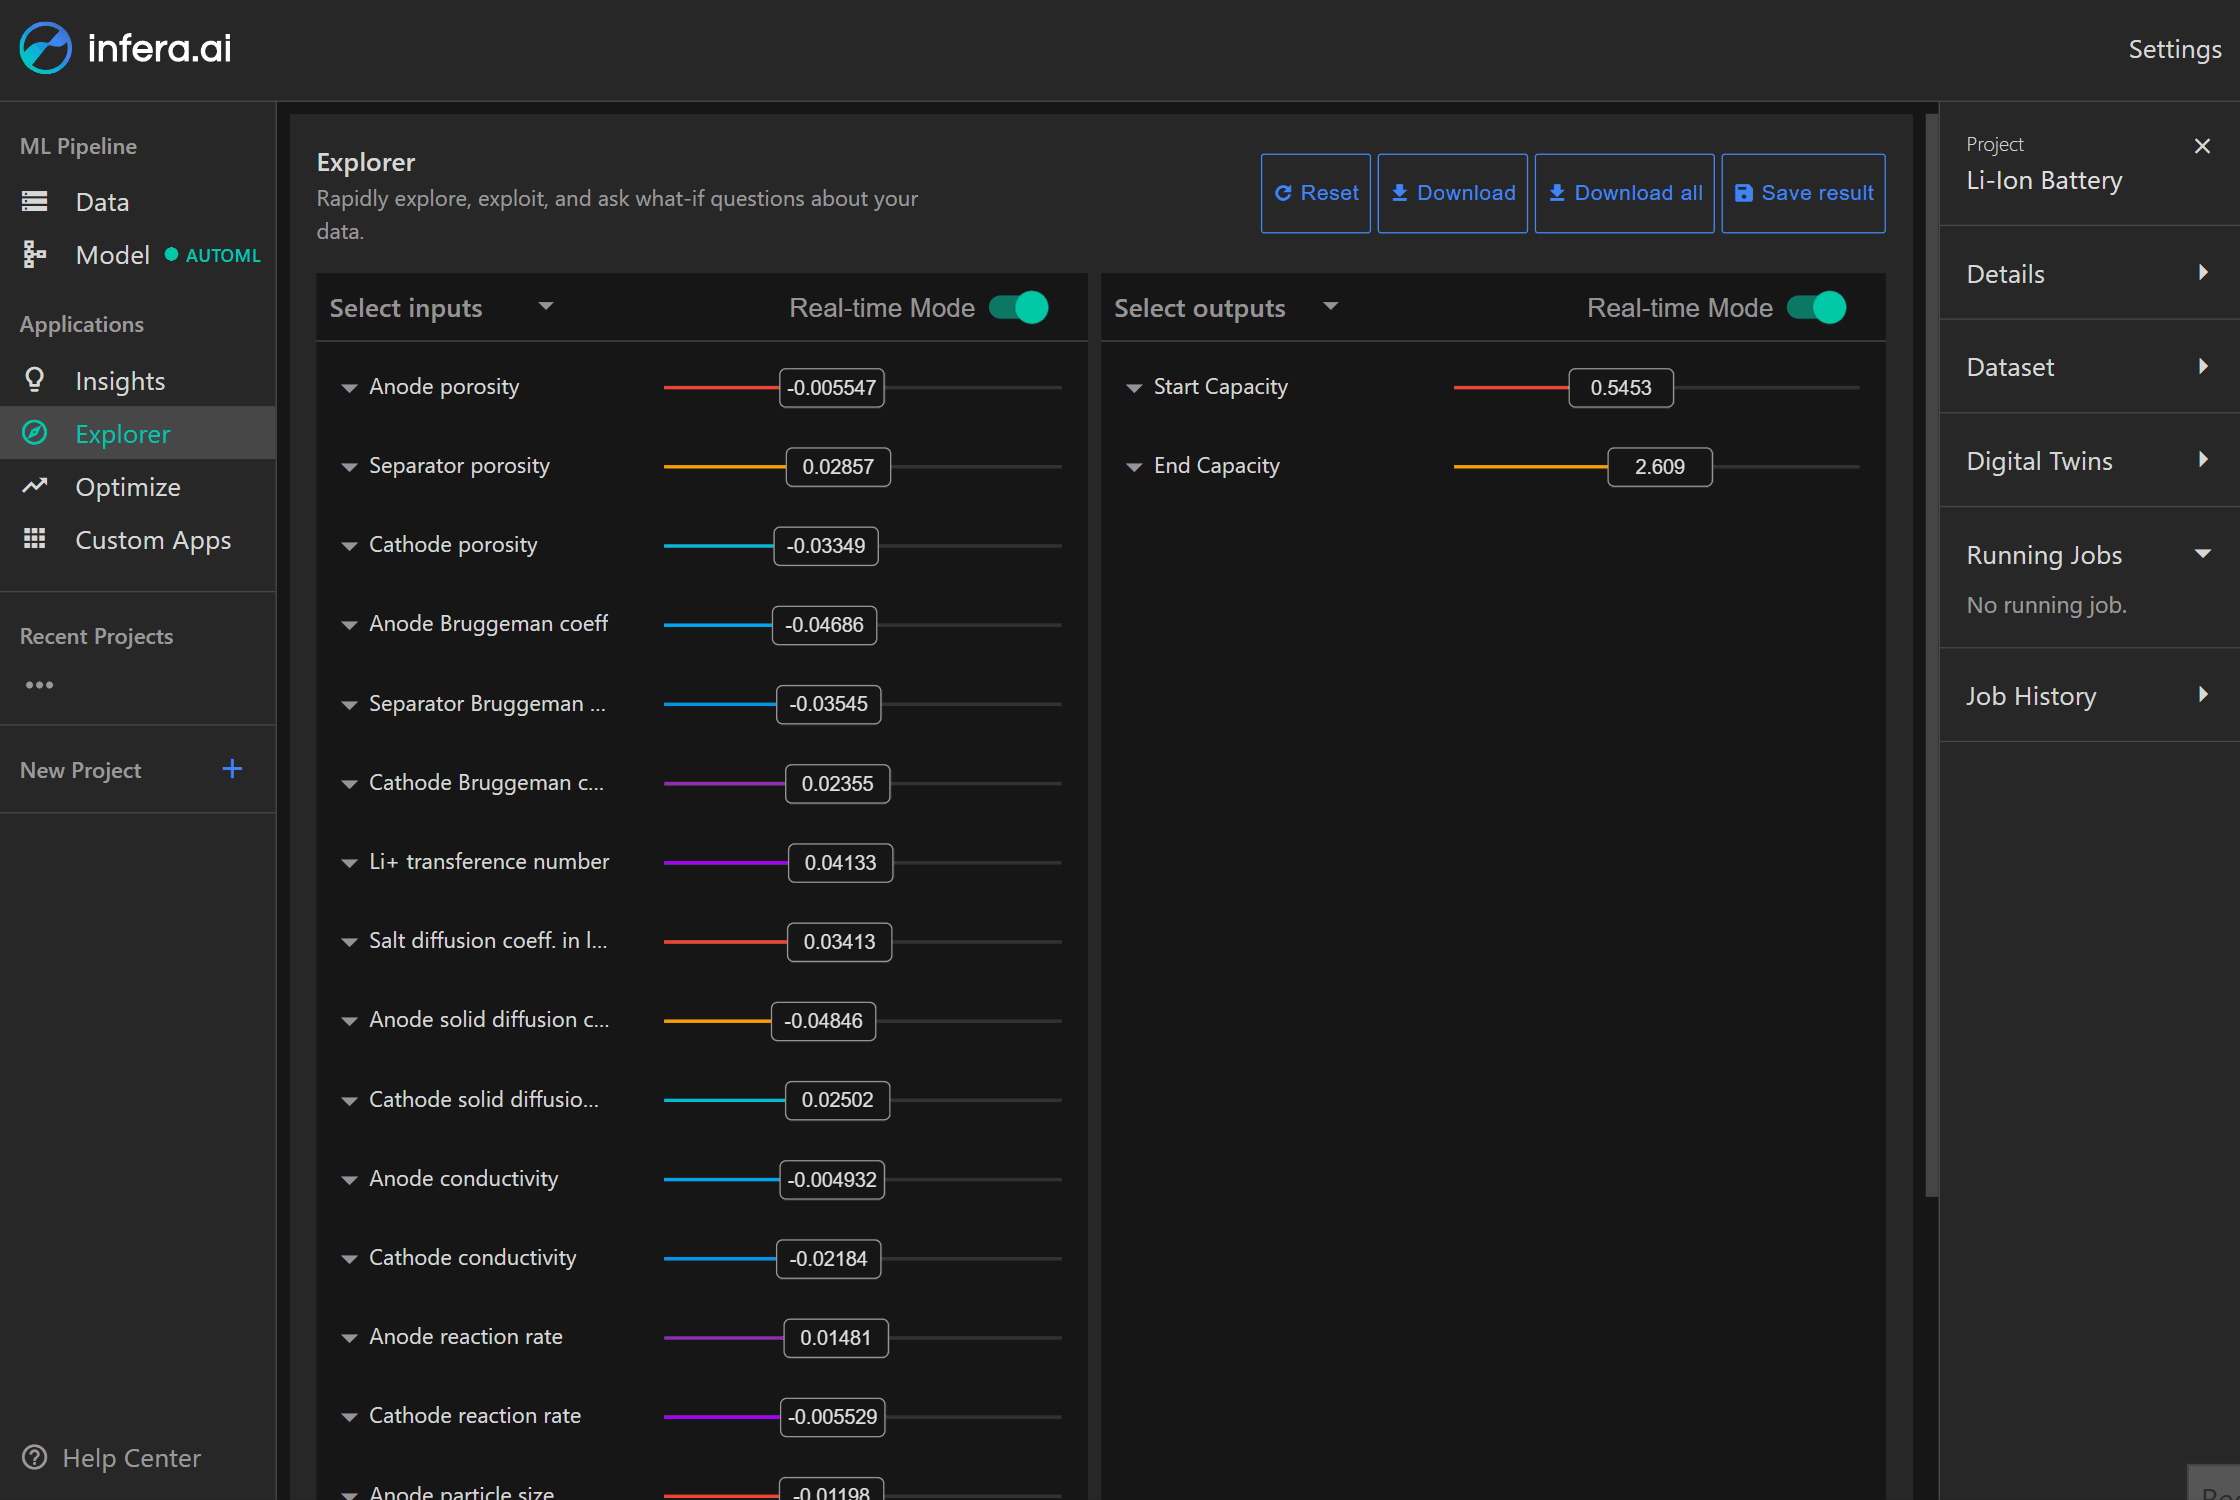 infera.ai
Settings
ML Pipeline
Data
Model AUTOML
Applications
Insights
Explorer
Optimize
Custom Apps
Recent Projects
•••
New Project +
Help Center
Explorer
Rapidly explore, exploit, and ask what-if questions about your
data.
Reset
Download
Download all
Save result
Select inputs
Real-time Mode
Anode porosity -0.005547
Separator porosity 0.02857
Cathode porosity -0.03349
Anode Bruggeman coeff -0.04686
Separator Bruggeman ... -0.03545
Cathode Bruggeman c... 0.02355
Li+ transference number 0.04133
Salt diffusion coeff. in l... 0.03413
Anode solid diffusion c... -0.04846
Cathode solid diffusio... 0.02502
Anode conductivity -0.004932
Cathode conductivity -0.02184
Anode reaction rate 0.01481
Cathode reaction rate -0.005529
Anode particle size -0.01198
Select outputs
Real-time Mode
Start Capacity 0.5453
End Capacity 2.609
Project
Li-Ion Battery
Details
Dataset
Digital Twins
Running Jobs
No running job.
Job History